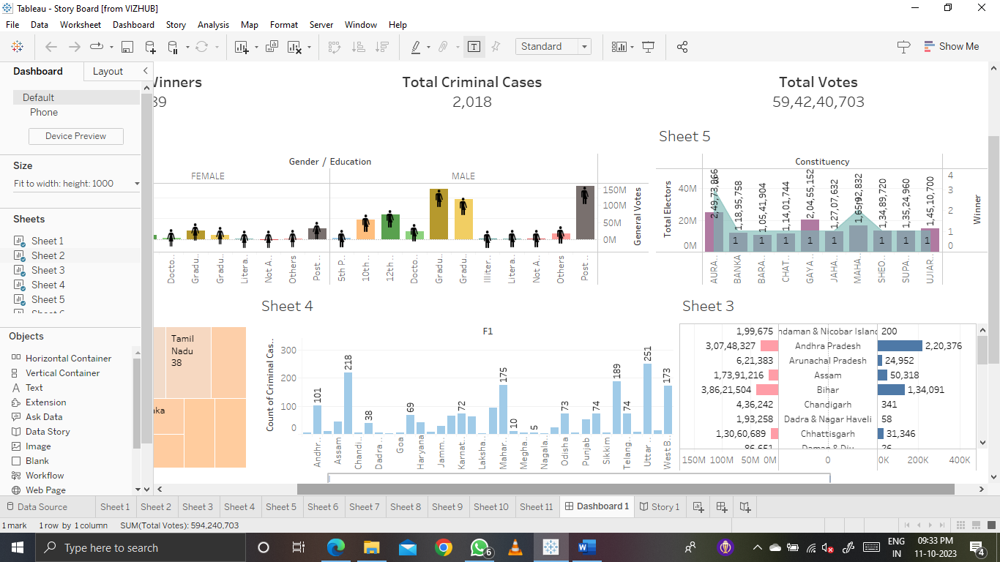 Tableau - Story Board [from VIZHUB]
File Data Worksheet Dashboard Story Analysis Map Format Server Window Help
Standard
Show Me
Dashboard Layout
Default
Phone
Device Preview
Size
Fit to width: height: 1000
Sheets
Sheet 1
Sheet 2
Sheet 3
Sheet 4
Sheet 5
Objects
Horizontal Container
Vertical Container
Text
Extension
Ask Data
Data Story
Image
Blank
Workflow
Web Page
Winners
39
Total Criminal Cases
2,018
Total Votes
59,42,40,703
Gender / Education
FEMALE MALE
150M
100M
50M
0M
General Votes
Docto.. Gradu.. Gradu.. Litera.. Not A.. Others Post .. 5th P.. 10th .. 12th .. Docto.. Gradu.. Gradu.. Illiter.. Litera.. Not A.. Others Post ..
Sheet 5
Constituency
Total Electors
40M
20M
0M
2,49,73,866 1,18,95,758 1,05,41,904 1,14,01,744 2,04,55,152 1,27,07,632 1,65,92,832 1,34,89,720 1,35,24,960 1,45,10,700
1 1 1 1 1 1 1 1 1
4
3
2
1
0
Winner
AURA.. BANKA BARA.. CHAT.. GAYA .. JAHA.. MAHA.. SHEO.. SUPA.. UJIAR..
Tamil
Nadu
38
aka
Sheet 4
F1
Count of Criminal Cas..
300
200
100
0
101 218 38 69 72 175 10 5 73 74 189 74 251 173
Andhr.. Assam Chandi.. Dadra .. Goa Haryana Jamm.. Karnat.. Laksha.. Mahar.. Megha.. Nagala.. Odisha Punjab Sikkim Telang.. Uttar .. West B..
Sheet 3
1,99,675 ndaman & Nicobar Islan 200
3,07,48,327 Andhra Pradesh 2,20,376
6,21,383 Arunachal Pradesh 24,952
1,73,91,216 Assam 50,318
3,86,21,504 Bihar 1,34,091
4,36,242 Chandigarh 341
1,93,258 Dadra & Nagar Haveli 58
1,30,60,689 Chhattisgarh 31,346
86,651 Daman & Diu 26
150M 100M 50M 0M 0 0K 200K 400K
Data Source Sheet 1 Sheet 2 Sheet 3 Sheet 4 Sheet 5 Sheet 6 Sheet 7 Sheet 8 Sheet 9 Sheet 10 Sheet 11 Dashboard 1 Story 1
1 mark 1 row by 1 column SUM(Total Votes): 594,240,703
Type here to search
6
ENG
IN
09:33 PM
11-10-2023
4